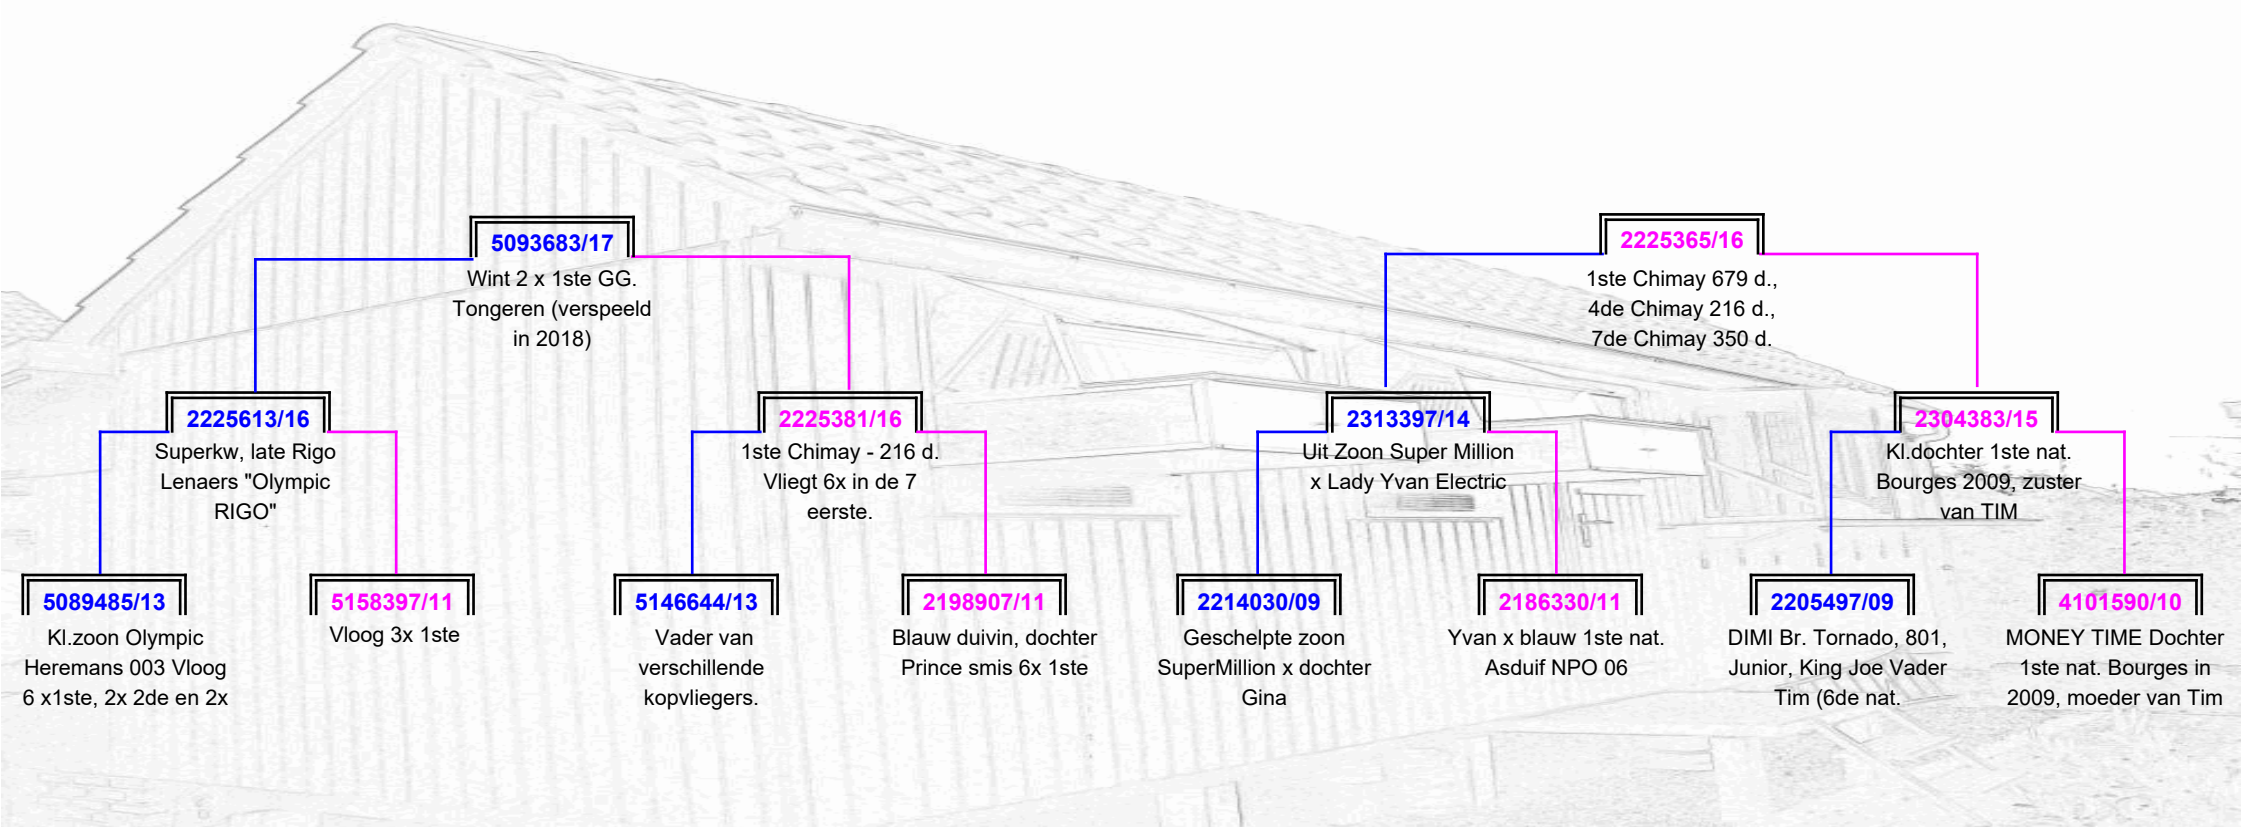 5093683/17
Wint 2 x 1ste GG.
Tongeren (verspeeld
in 2018)
2225365/16
1ste Chimay 679 d.,
4de Chimay 216 d.,
7de Chimay 350 d.
2225613/16
Superkw, late Rigo
Lenaers "Olympic
RIGO"
2225381/16
1ste Chimay - 216 d.
Vliegt 6x in de 7
eerste.
2313397/14
Uit Zoon Super Million
x Lady Yvan Electric
2304383/15
Kl.dochter 1ste nat.
Bourges 2009, zuster
van TIM
5089485/13
Kl.zoon Olympic
Heremans 003 Vloog
6 x1ste, 2x 2de en 2x
5158397/11
Vloog 3x 1ste
5146644/13
Vader van
verschillende
kopvliegers.
2198907/11
Blauw duivin, dochter
Prince smis 6x 1ste
2214030/09
Geschelpte zoon
SuperMillion x dochter
Gina
2186330/11
Yvan x blauw 1ste nat.
Asduif NPO 06
2205497/09
DIMI Br. Tornado, 801,
Junior, King Joe Vader
Tim (6de nat.
4101590/10
MONEY TIME Dochter
1ste nat. Bourges in
2009, moeder van Tim